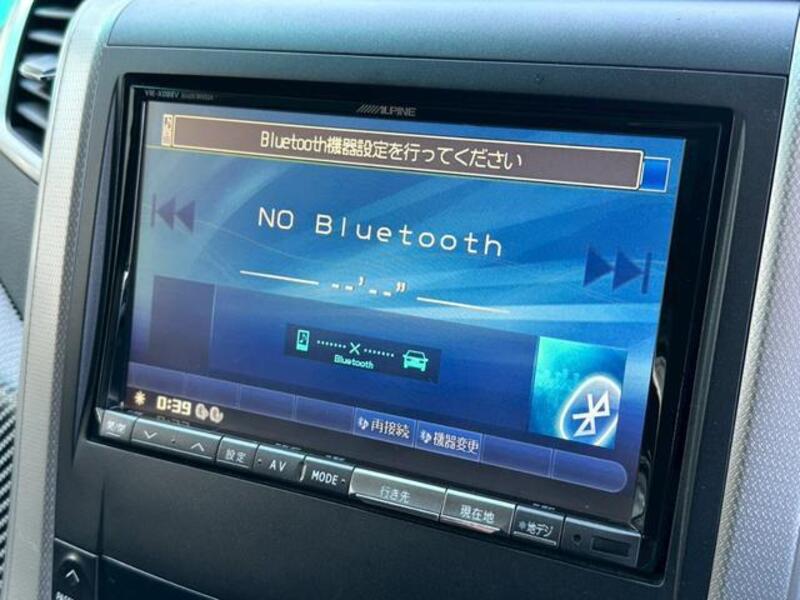 VIE-X088V
ALPINE
Bluetooth機器設定を行ってください
NO Bluetooth
--'--"
Bluetooth
0:39
再接続
機器変更
設定
AV
MODE
行き先
現在地
地デジ